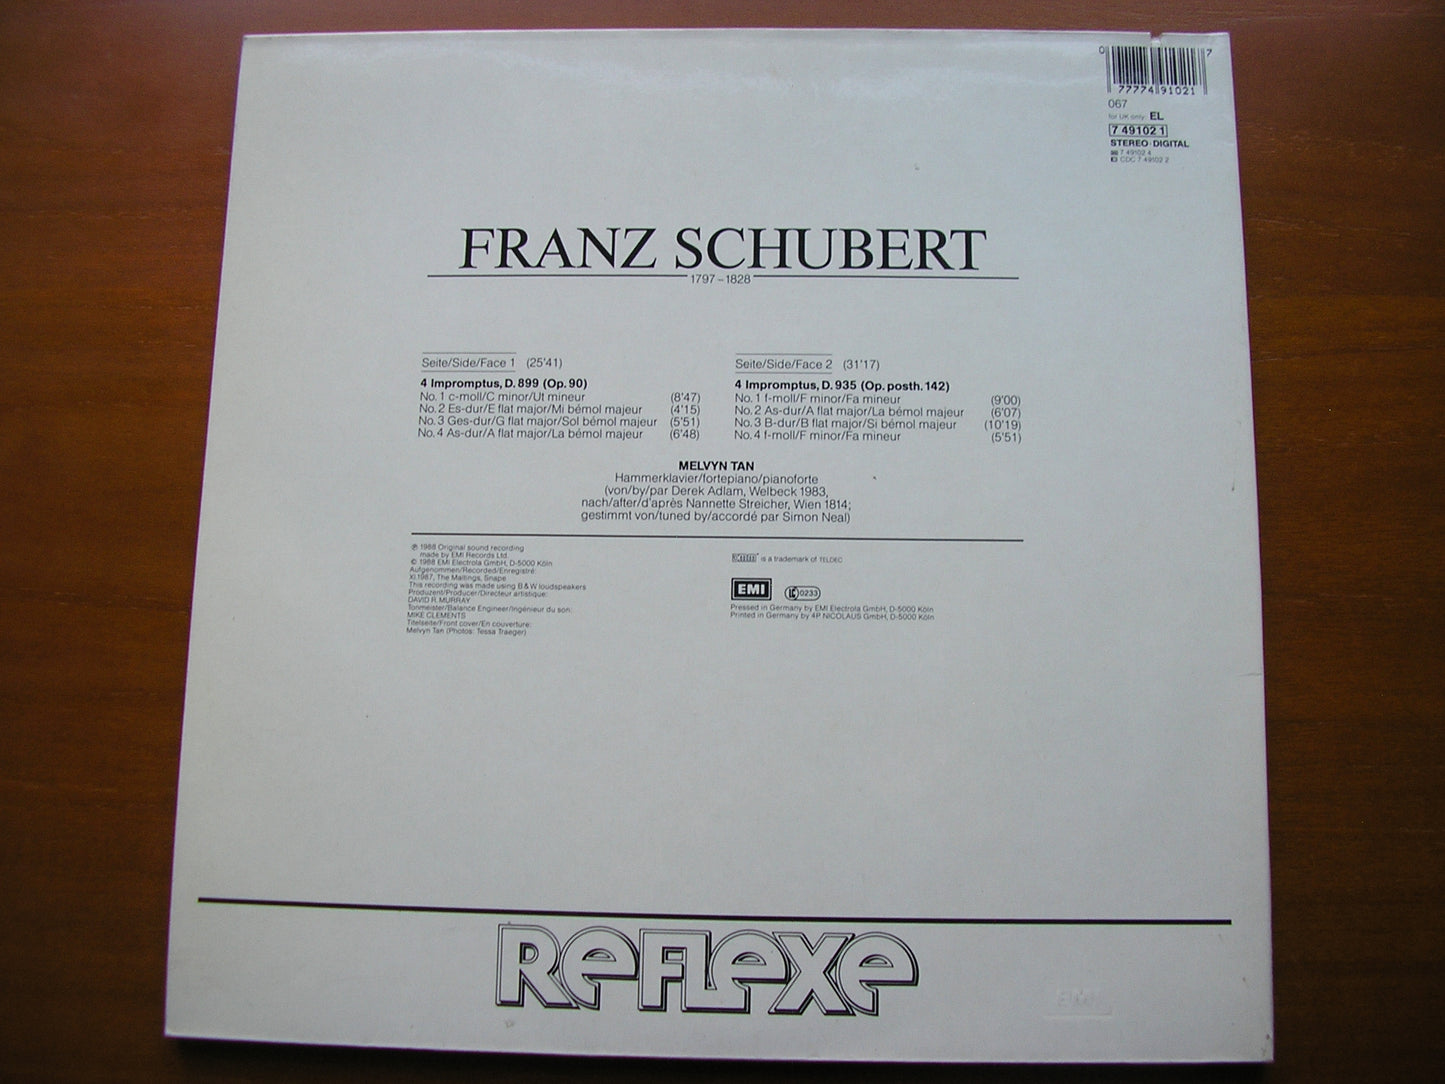 0 77774 91021 7
067
for UK only EL
7 49102 1
STEREO · DIGITAL
7 49102 4
CDC 7 49102 2
FRANZ SCHUBERT
1797–1828
Seite/Side/Face 1 (25'41)
4 Impromptus, D. 899 (Op. 90)
No. 1 c-moll/C minor/Ut mineur (8'47)
No. 2 Es-dur/E flat major/Mi bémol majeur (4'15)
No. 3 Ges-dur/G flat major/Sol bémol majeur (5'51)
No. 4 As-dur/A flat major/La bémol majeur (6'48)
Seite/Side/Face 2 (31'17)
4 Impromptus, D. 935 (Op. posth. 142)
No. 1 f-moll/F minor/Fa mineur (9'00)
No. 2 As-dur/A flat major/La bémol majeur (6'07)
No. 3 B-dur/B flat major/Si bémol majeur (10'19)
No. 4 f-moll/F minor/Fa mineur (5'51)
MELVYN TAN
Hammerklavier/fortepiano/pianoforte
(von/by/par Derek Adlam, Welbeck 1983,
nach/after/d'après Nannette Streicher, Wien 1814;
gestimmt von/tuned by/accordé par Simon Neal)
℗ 1988 Original sound recording
made by EMI Records Ltd.
© 1988 EMI Electrola GmbH, D-5000 Köln
Aufgenommen/Recorded/Enregistré:
XI.1987, The Maltings, Snape
This recording was made using B & W loudspeakers
Produzent/Producer/Directeur artistique:
DAVID R. MURRAY
Tonmeister/Balance Engineer/Ingénieur du son:
MIKE CLEMENTS
Titelseite/Front cover/En couverture:
Melvyn Tan (Photos: Tessa Traeger)
is a trademark of TELDEC
EMI LC 0233
Pressed in Germany by EMI Electrola GmbH, D-5000 Köln
Printed in Germany by 4P NICOLAUS GmbH, D-5000 Köln
REFLEXE
EMI